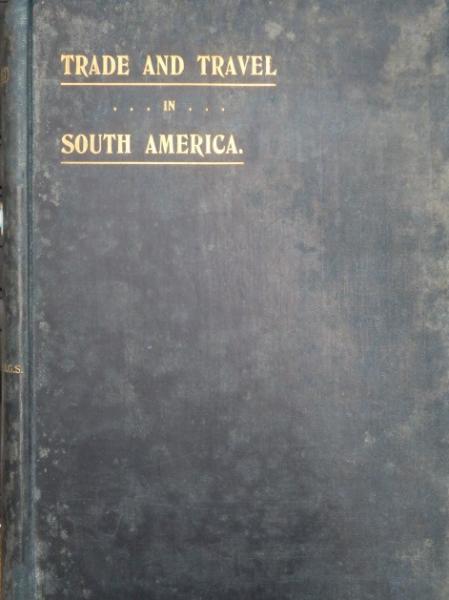 TRADE AND TRAVEL
... IN ...
SOUTH AMERICA.
.G.S.